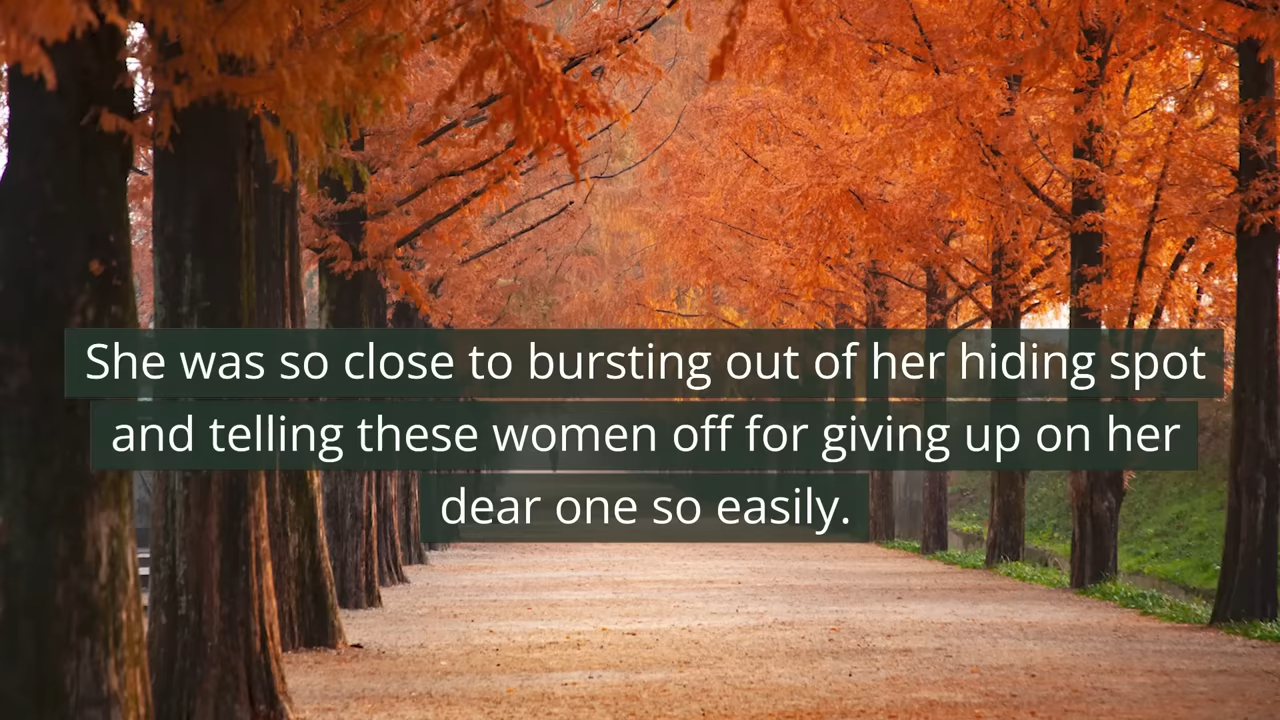 She was so close to bursting out of her hiding spot
and telling these women off for giving up on her
dear one so easily.